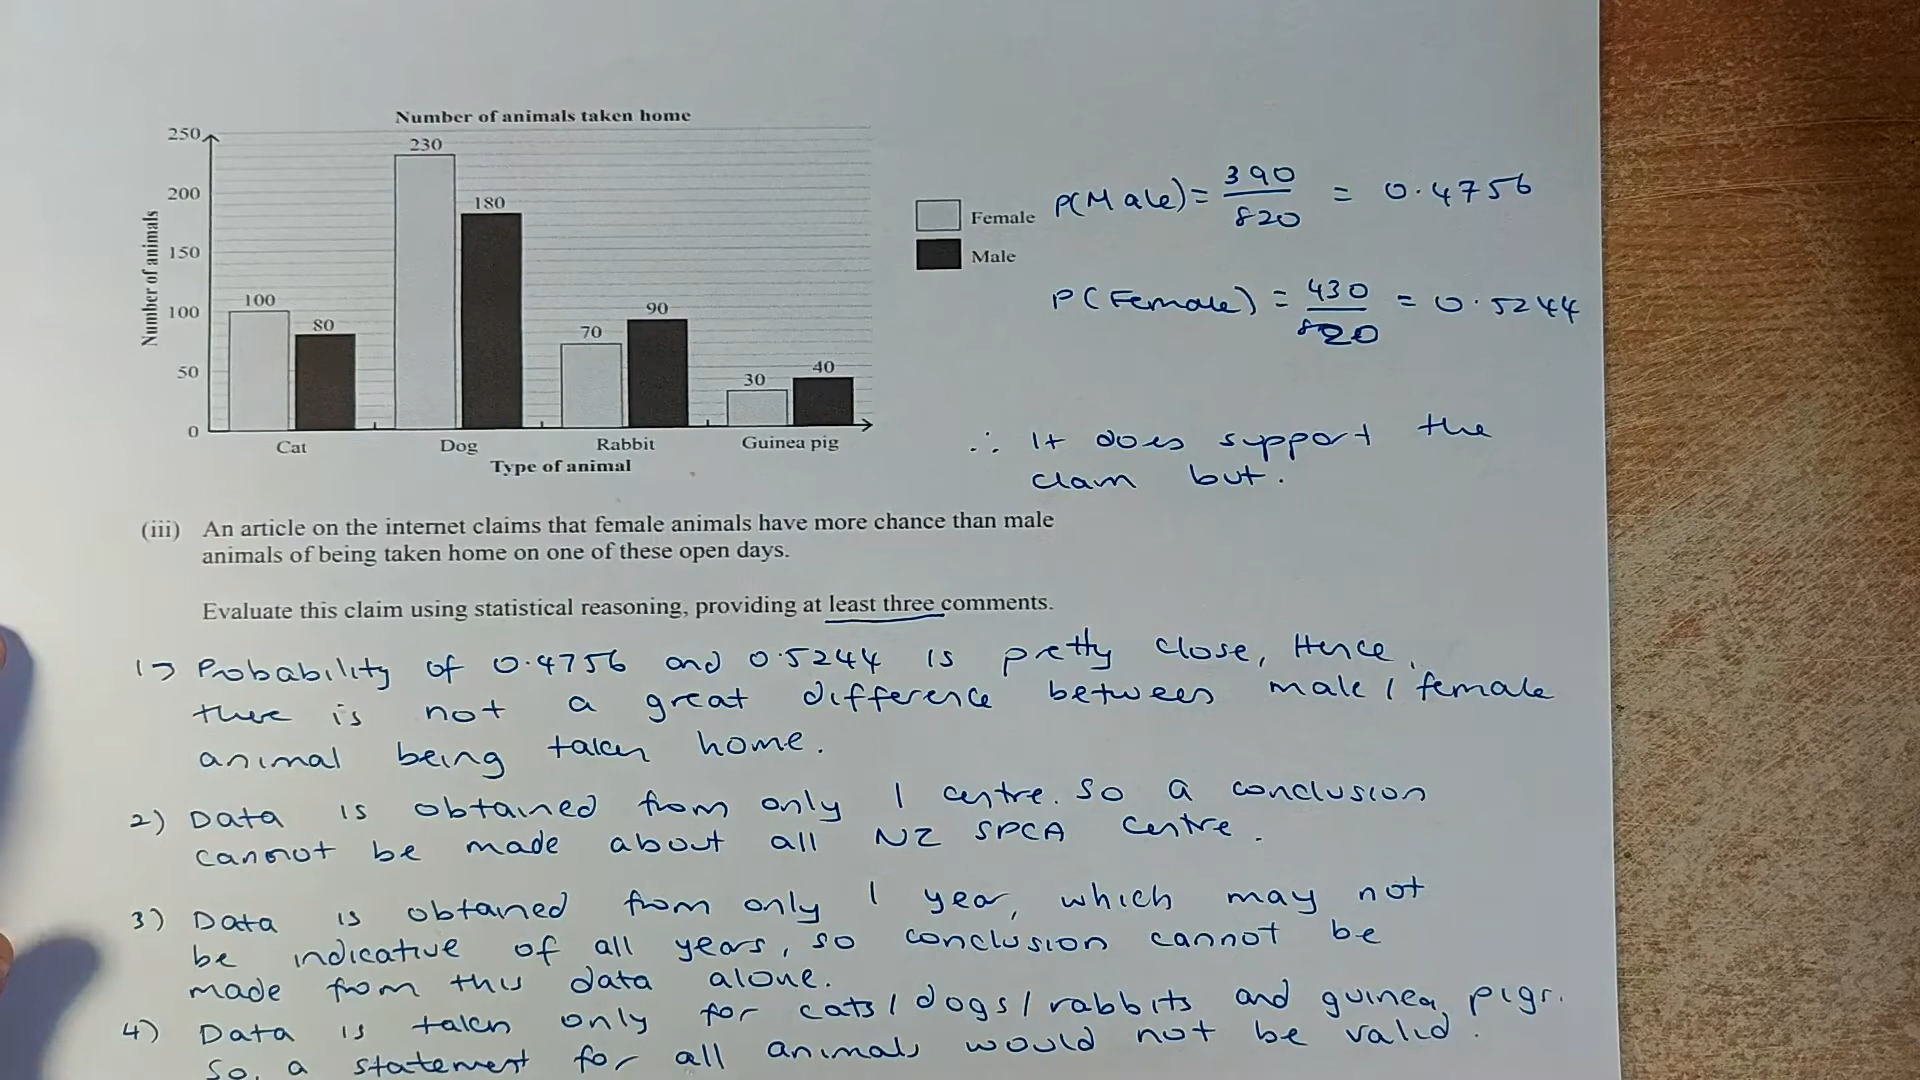 Number of animals taken home
250
200
150
100
50
0
Number of animals
100
80
230
180
70
90
30
40
Cat
Dog
Rabbit
Guinea pig
Type of animal
Female
Male
P(Male) = 390/820 = 0.4756
P(Female) = 430/820 = 0.5244
∴ It does support the
claim but.
(iii) An article on the internet claims that female animals have more chance than male
animals of being taken home on one of these open days.
Evaluate this claim using statistical reasoning, providing at least three comments.
1) Probability of 0.4756 and 0.5244 is pretty close, Hence,
there is not a great difference between male / female
animal being taken home.
2) Data is obtained from only 1 centre. So a conclusion
cannot be made about all NZ SPCA Centre.
3) Data is obtained from only 1 year, which may not
be indicative of all years, so conclusion cannot be
made from this data alone.
4) Data is taken only for cats / dogs / rabbits and guinea pigs.
So, a statement for all animals would not be valid.